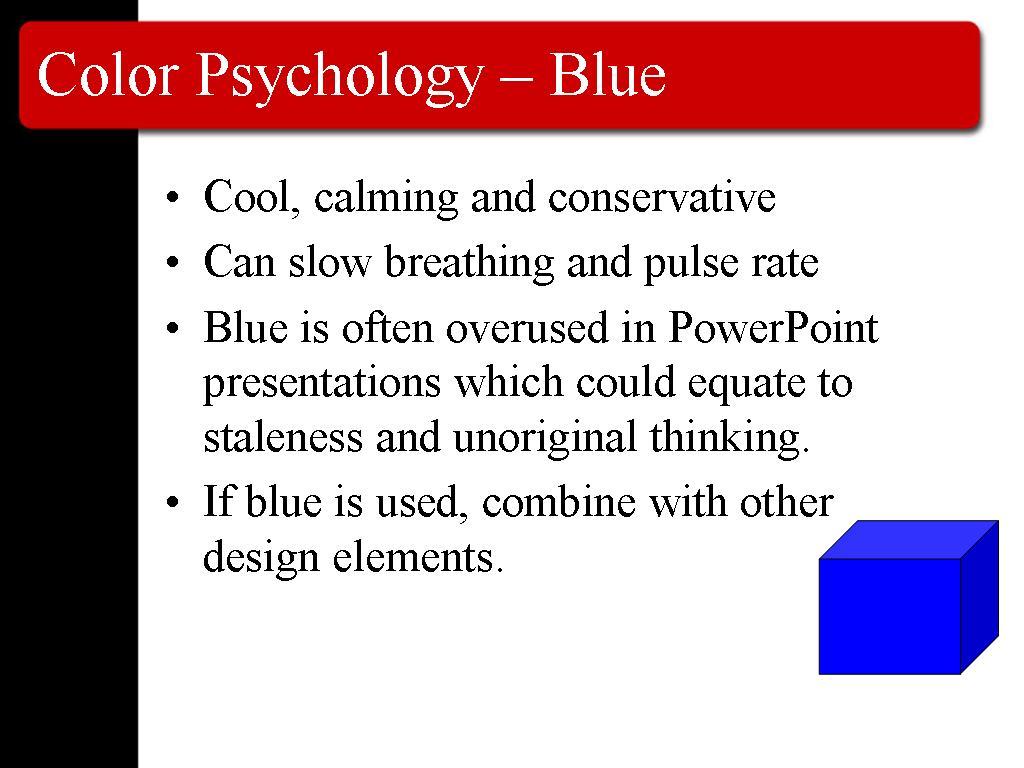 Color Psychology – Blue
• Cool, calming and conservative
• Can slow breathing and pulse rate
• Blue is often overused in PowerPoint
presentations which could equate to
staleness and unoriginal thinking.
• If blue is used, combine with other
design elements.